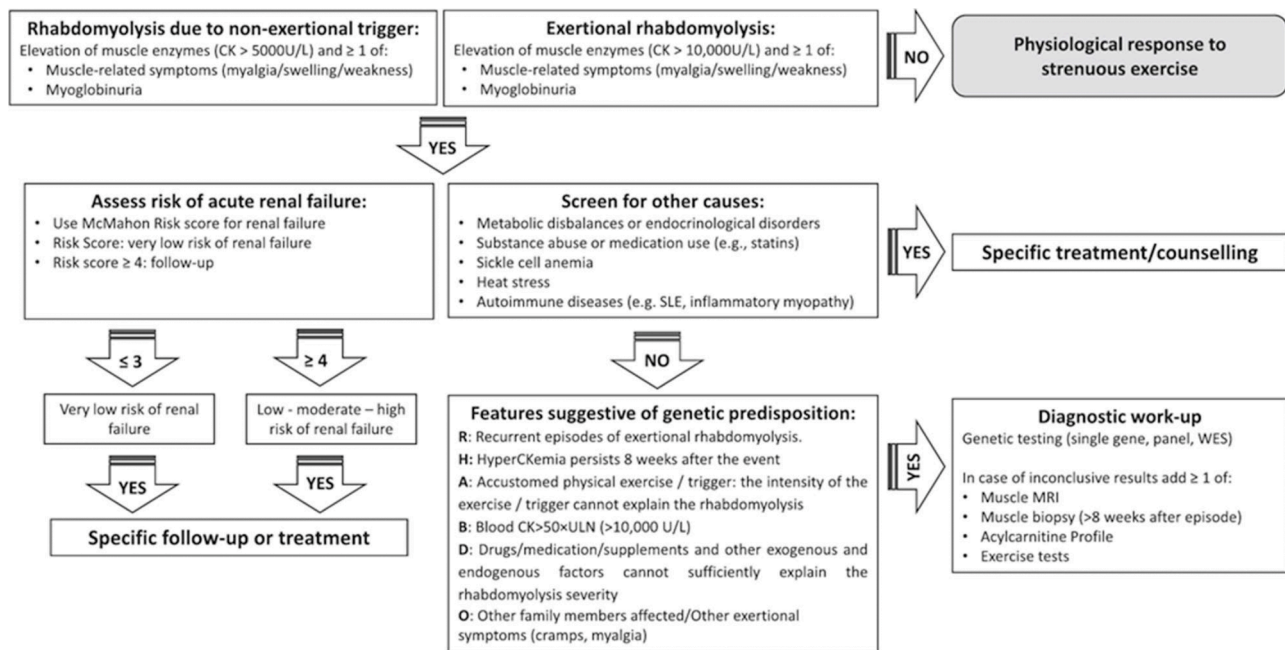 Rhabdomyolysis due to non-exertional trigger:
Elevation of muscle enzymes (CK > 5000U/L) and ≥ 1 of:
• Muscle-related symptoms (myalgia/swelling/weakness)
• Myoglobinuria
Exertional rhabdomyolysis:
Elevation of muscle enzymes (CK > 10,000U/L) and ≥ 1 of:
• Muscle-related symptoms (myalgia/swelling/weakness)
• Myoglobinuria
NO
Physiological response to
strenuous exercise
YES
Assess risk of acute renal failure:
• Use McMahon Risk score for renal failure
• Risk Score: very low risk of renal failure
• Risk score ≥ 4: follow-up
Screen for other causes:
• Metabolic disbalances or endocrinological disorders
• Substance abuse or medication use (e.g., statins)
• Sickle cell anemia
• Heat stress
• Autoimmune diseases (e.g. SLE, inflammatory myopathy)
YES
Specific treatment/counselling
≤ 3
≥ 4
NO
Very low risk of renal
failure
Low - moderate – high
risk of renal failure
YES
YES
Specific follow-up or treatment
Features suggestive of genetic predisposition:
R: Recurrent episodes of exertional rhabdomyolysis.
H: HyperCKemia persists 8 weeks after the event
A: Accustomed physical exercise / trigger: the intensity of the
exercise / trigger cannot explain the rhabdomyolysis
B: Blood CK>50×ULN (>10,000 U/L)
D: Drugs/medication/supplements and other exogenous and
endogenous factors cannot sufficiently explain the
rhabdomyolysis severity
O: Other family members affected/Other exertional
symptoms (cramps, myalgia)
YES
Diagnostic work-up
Genetic testing (single gene, panel, WES)
In case of inconclusive results add ≥ 1 of:
• Muscle MRI
• Muscle biopsy (>8 weeks after episode)
• Acylcarnitine Profile
• Exercise tests